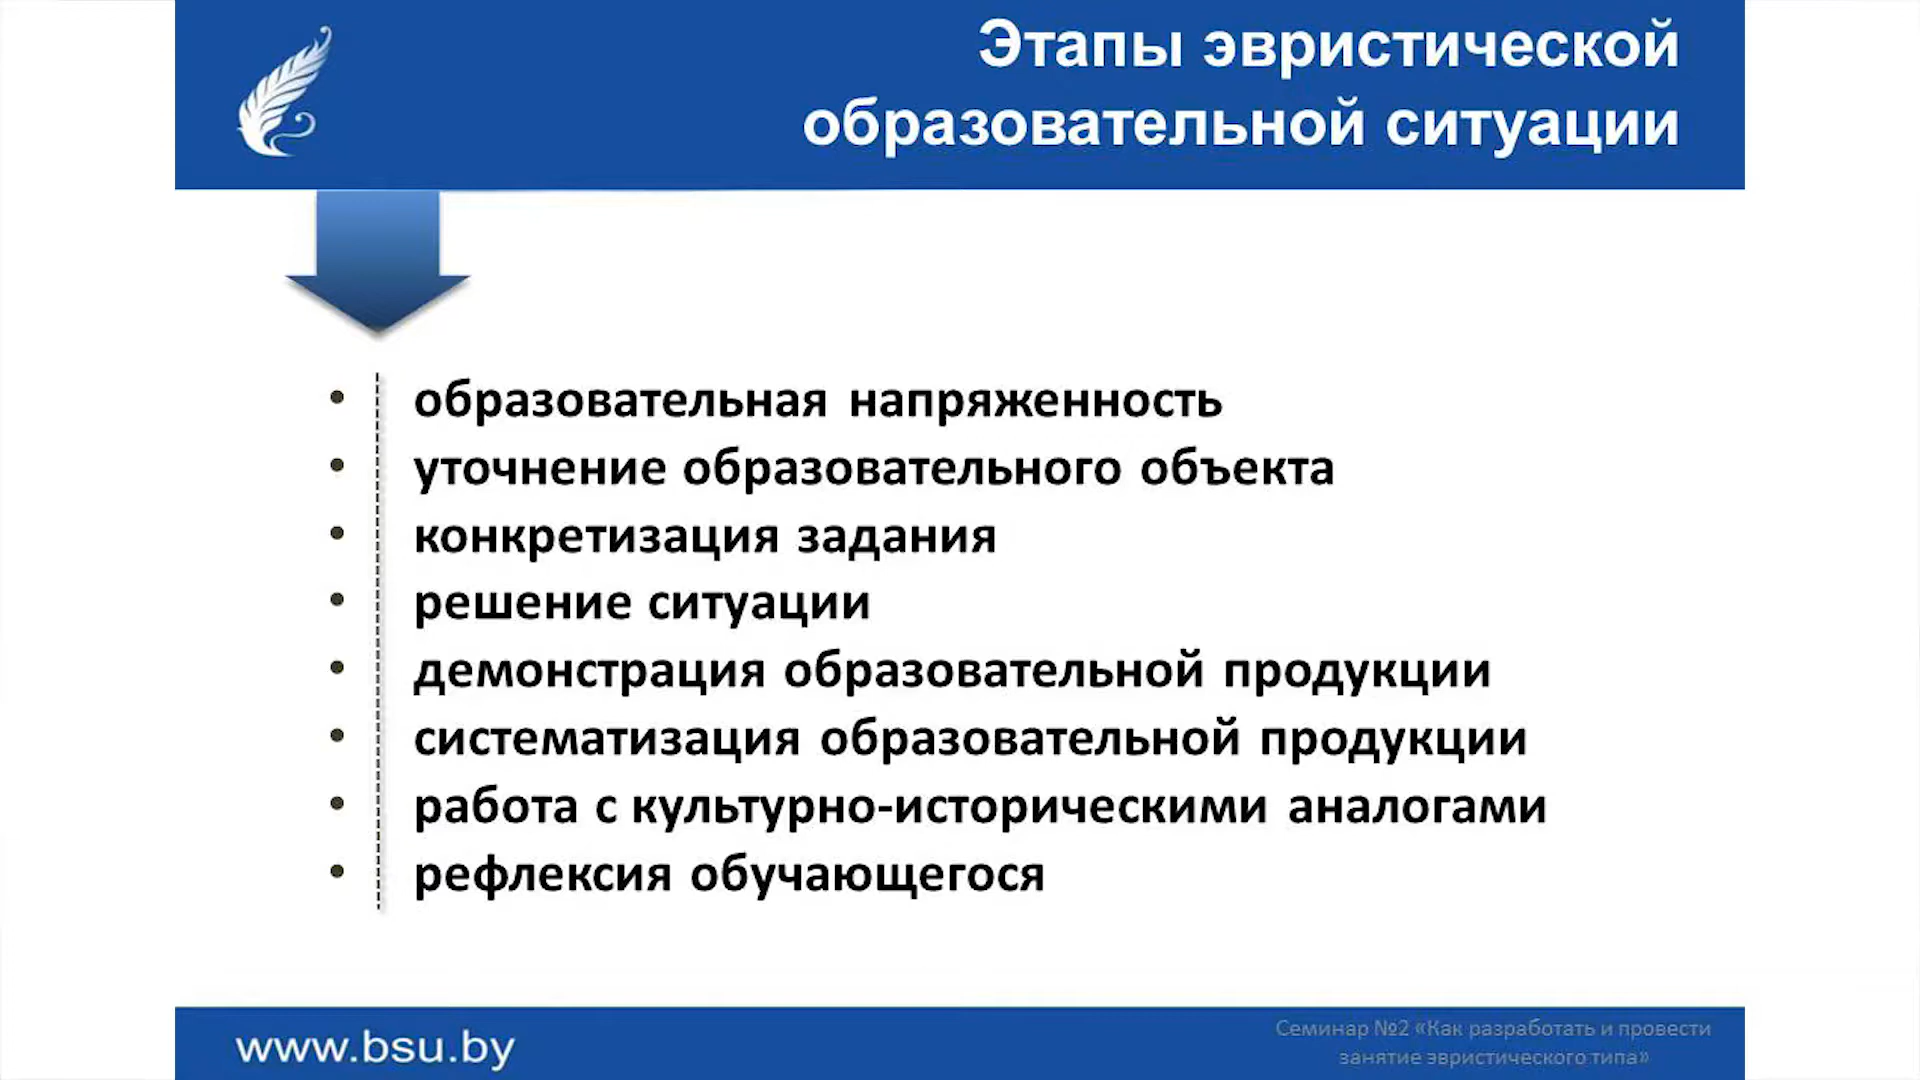 Этапы эвристической
образовательной ситуации
• образовательная напряженность
• уточнение образовательного объекта
• конкретизация задания
• решение ситуации
• демонстрация образовательной продукции
• систематизация образовательной продукции
• работа с культурно-историческими аналогами
• рефлексия обучающегося
www.bsu.by
Семинар №2 «Как разработать и провести
занятие эвристического типа»